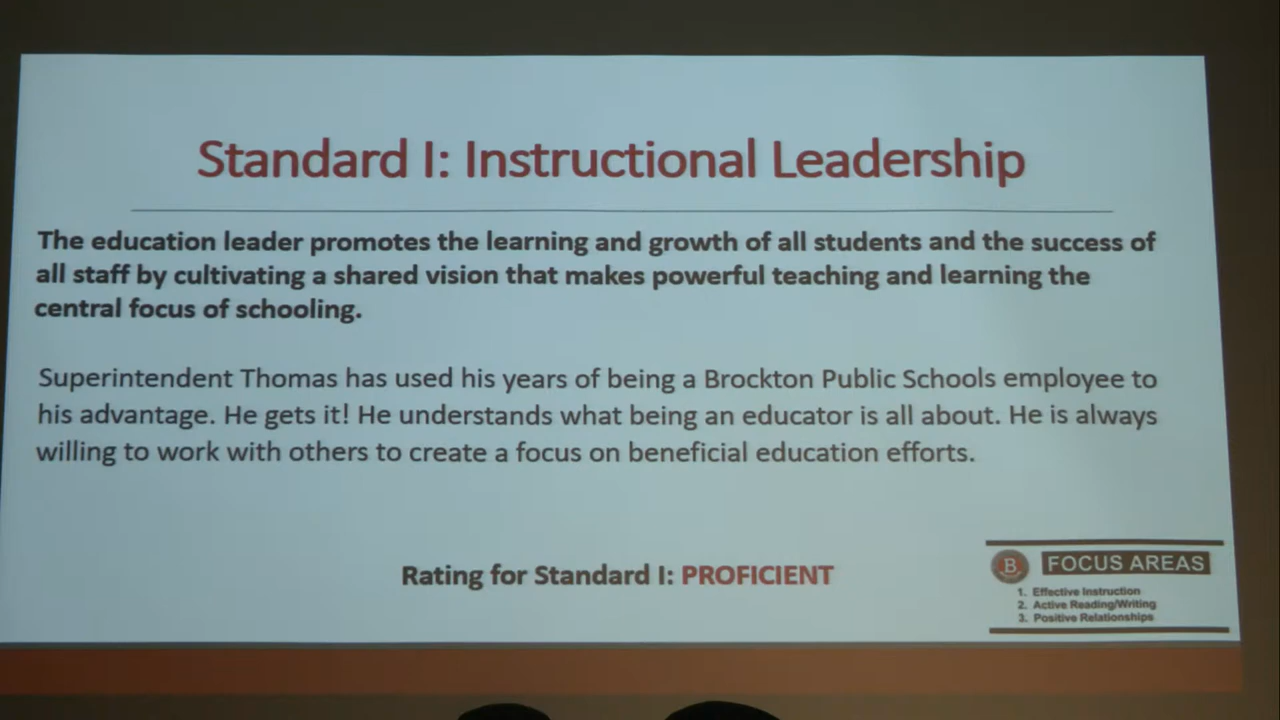 Standard I: Instructional Leadership
The education leader promotes the learning and growth of all students and the success of
all staff by cultivating a shared vision that makes powerful teaching and learning the
central focus of schooling.
Superintendent Thomas has used his years of being a Brockton Public Schools employee to
his advantage. He gets it! He understands what being an educator is all about. He is always
willing to work with others to create a focus on beneficial education efforts.
Rating for Standard I: PROFICIENT
B
FOCUS AREAS
1. Effective Instruction
2. Active Reading/Writing
3. Positive Relationships